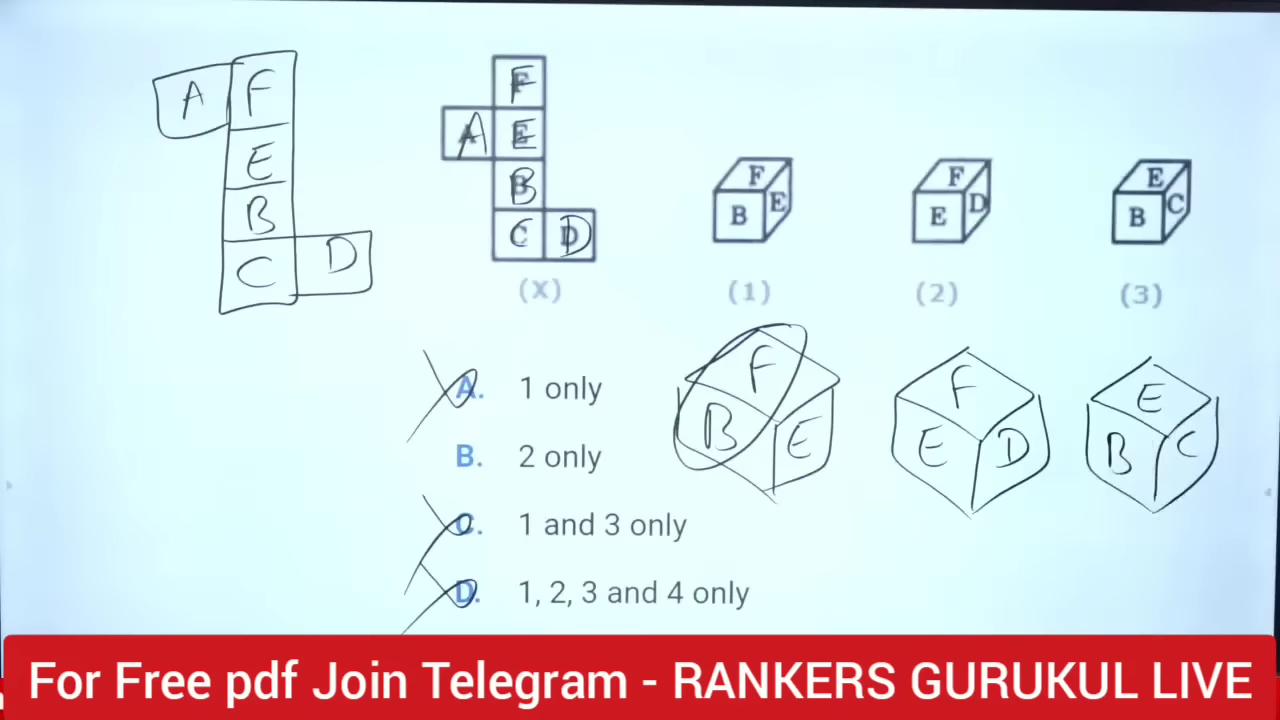 A F
E
B
C D
F
A E
B
C D
(X)
F
B E
(1)
F
E D
(2)
E
B C
(3)
A. 1 only
B. 2 only
C. 1 and 3 only
D. 1, 2, 3 and 4 only
F
B E
F
E D
E
B C
For Free pdf Join Telegram - RANKERS GURUKUL LIVE